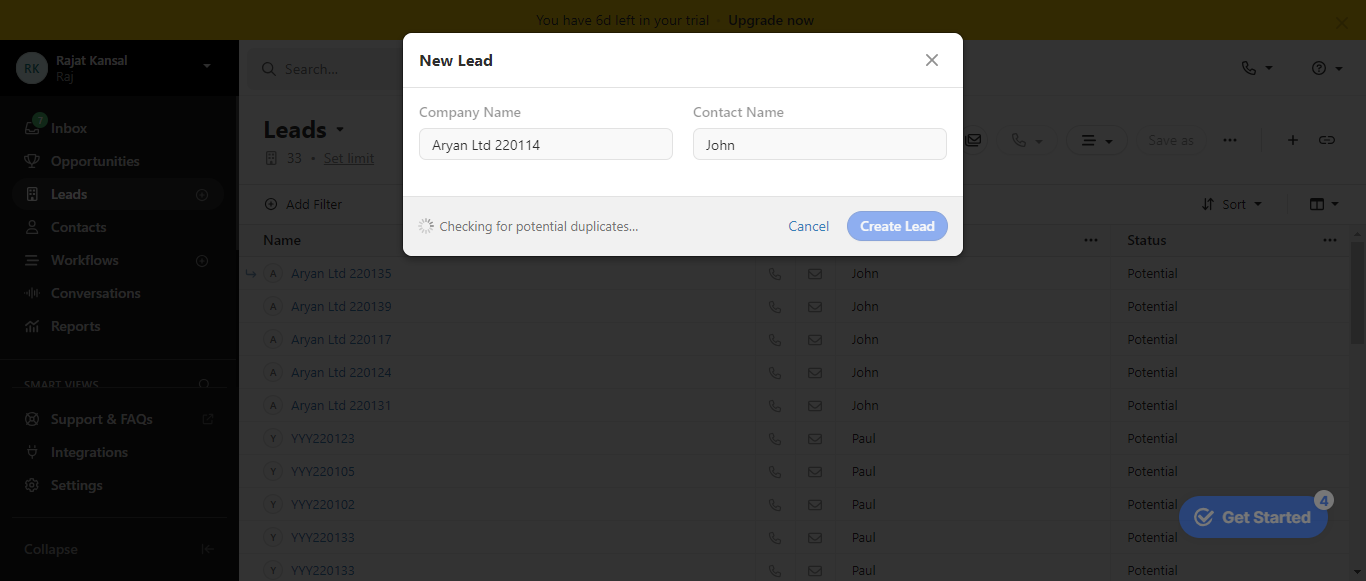 You have 6d left in your trial · Upgrade now
RK
Rajat Kansal
Raj
Search...
7
Inbox
Opportunities
Leads
Contacts
Workflows
Conversations
Reports
SMART VIEWS
Support & FAQs
Integrations
Settings
Collapse
Leads
33 • Set limit
Save as
Add Filter
Sort
New Lead
Company Name
Contact Name
Aryan Ltd 220114
John
Checking for potential duplicates...
Cancel
Create Lead
Name
Status
A Aryan Ltd 220135 John Potential
A Aryan Ltd 220139 John Potential
A Aryan Ltd 220117 John Potential
A Aryan Ltd 220124 John Potential
A Aryan Ltd 220131 John Potential
Y YYY220123 Paul Potential
Y YYY220105 Paul Potential
Y YYY220102 Paul Potential
Y YYY220133 Paul Potential
Y YYY220133 Paul Potential
Get Started
4